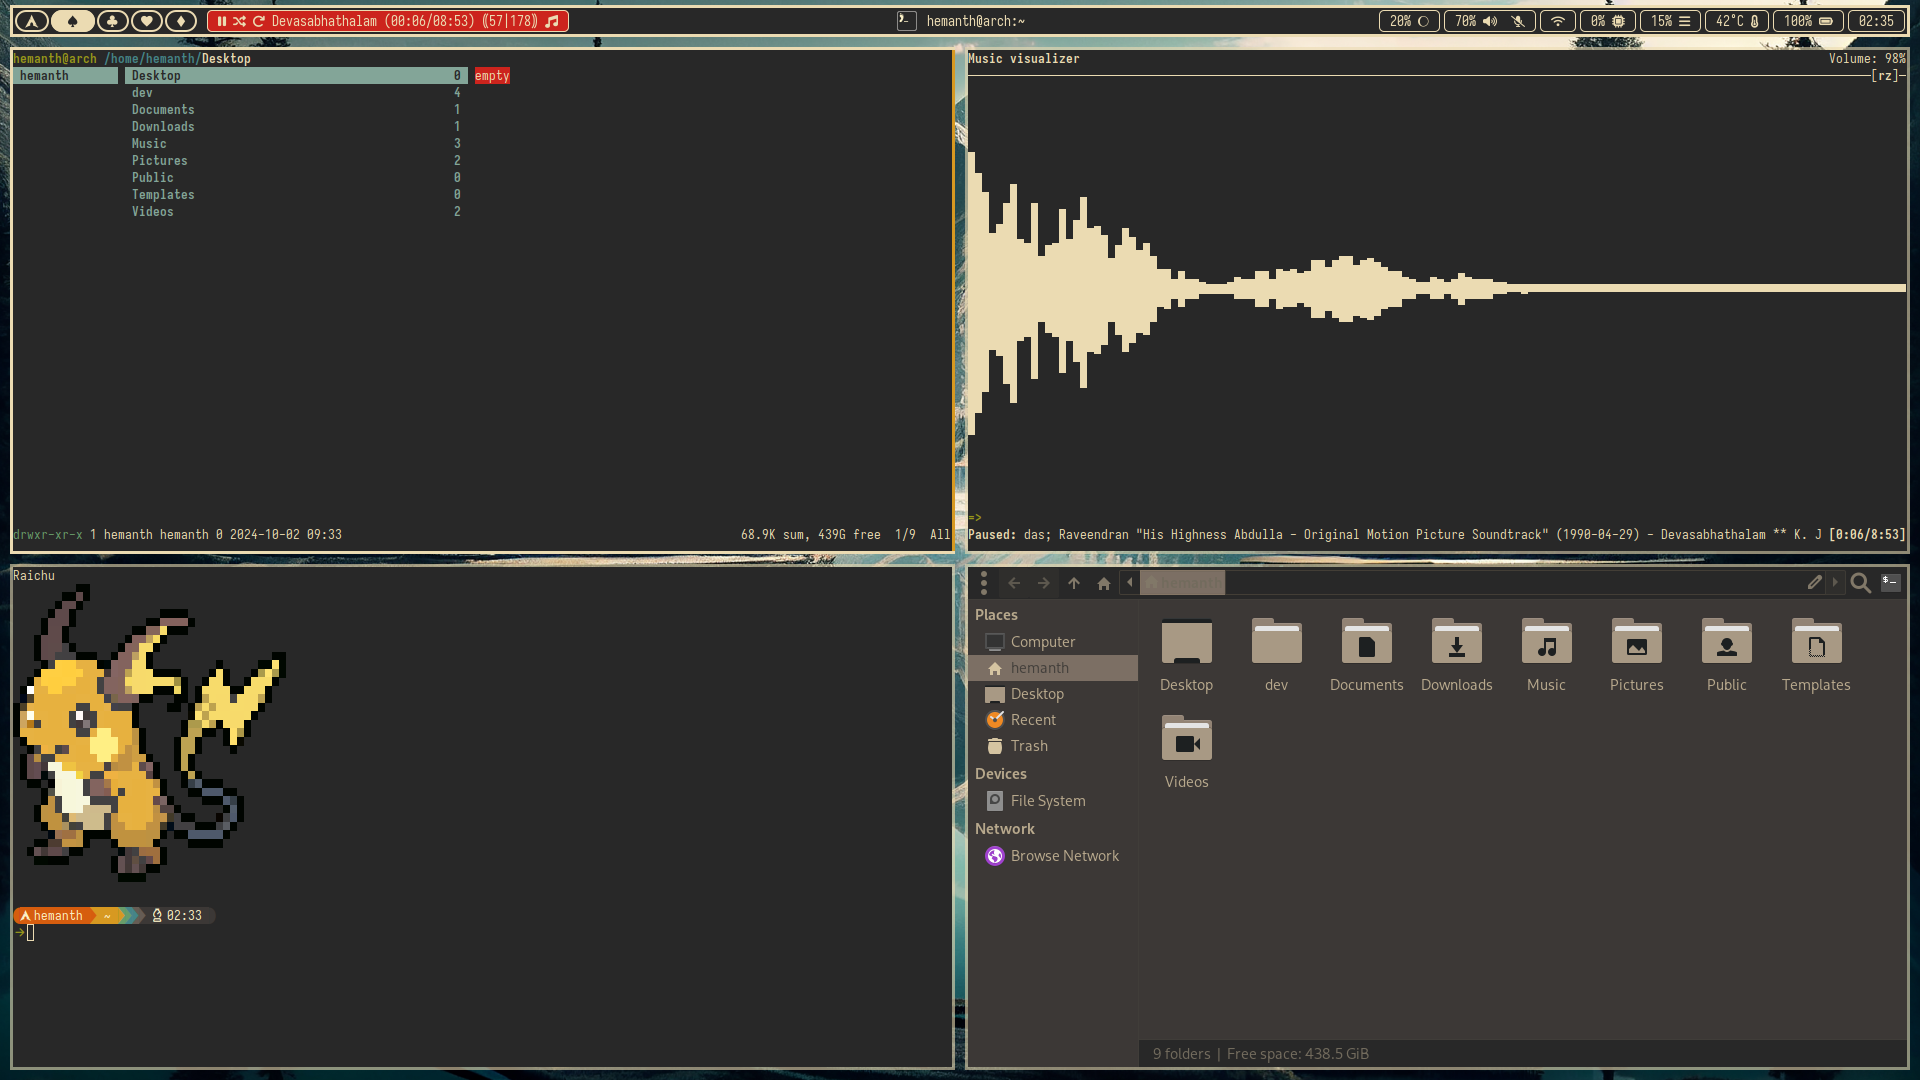 Devasabhathalam (00:06/08:53) ⟪57|178⟫
hemanth@arch:~
20%
70%
0%
15%
42°C
100%
02:35
hemanth@arch /home/hemanth/Desktop
hemanth
Desktop 0 empty
dev 4
Documents 1
Downloads 1
Music 3
Pictures 2
Public 0
Templates 0
Videos 2
drwxr-xr-x 1 hemanth hemanth 0 2024-10-02 09:33 68.9K sum, 439G free 1/9 All
Music visualizer Volume: 98%
[rz]
=>
Paused: das; Raveendran "His Highness Abdulla - Original Motion Picture Soundtrack" (1990-04-29) - Devasabhathalam ** K. J [0:06/8:53]
Raichu
hemanth ~ 02:33
→
hemanth
$-
Places
Computer
hemanth
Desktop
Recent
Trash
Devices
File System
Network
Browse Network
Desktop
dev
Documents
Downloads
Music
Pictures
Public
Templates
Videos
9 folders | Free space: 438.5 GiB